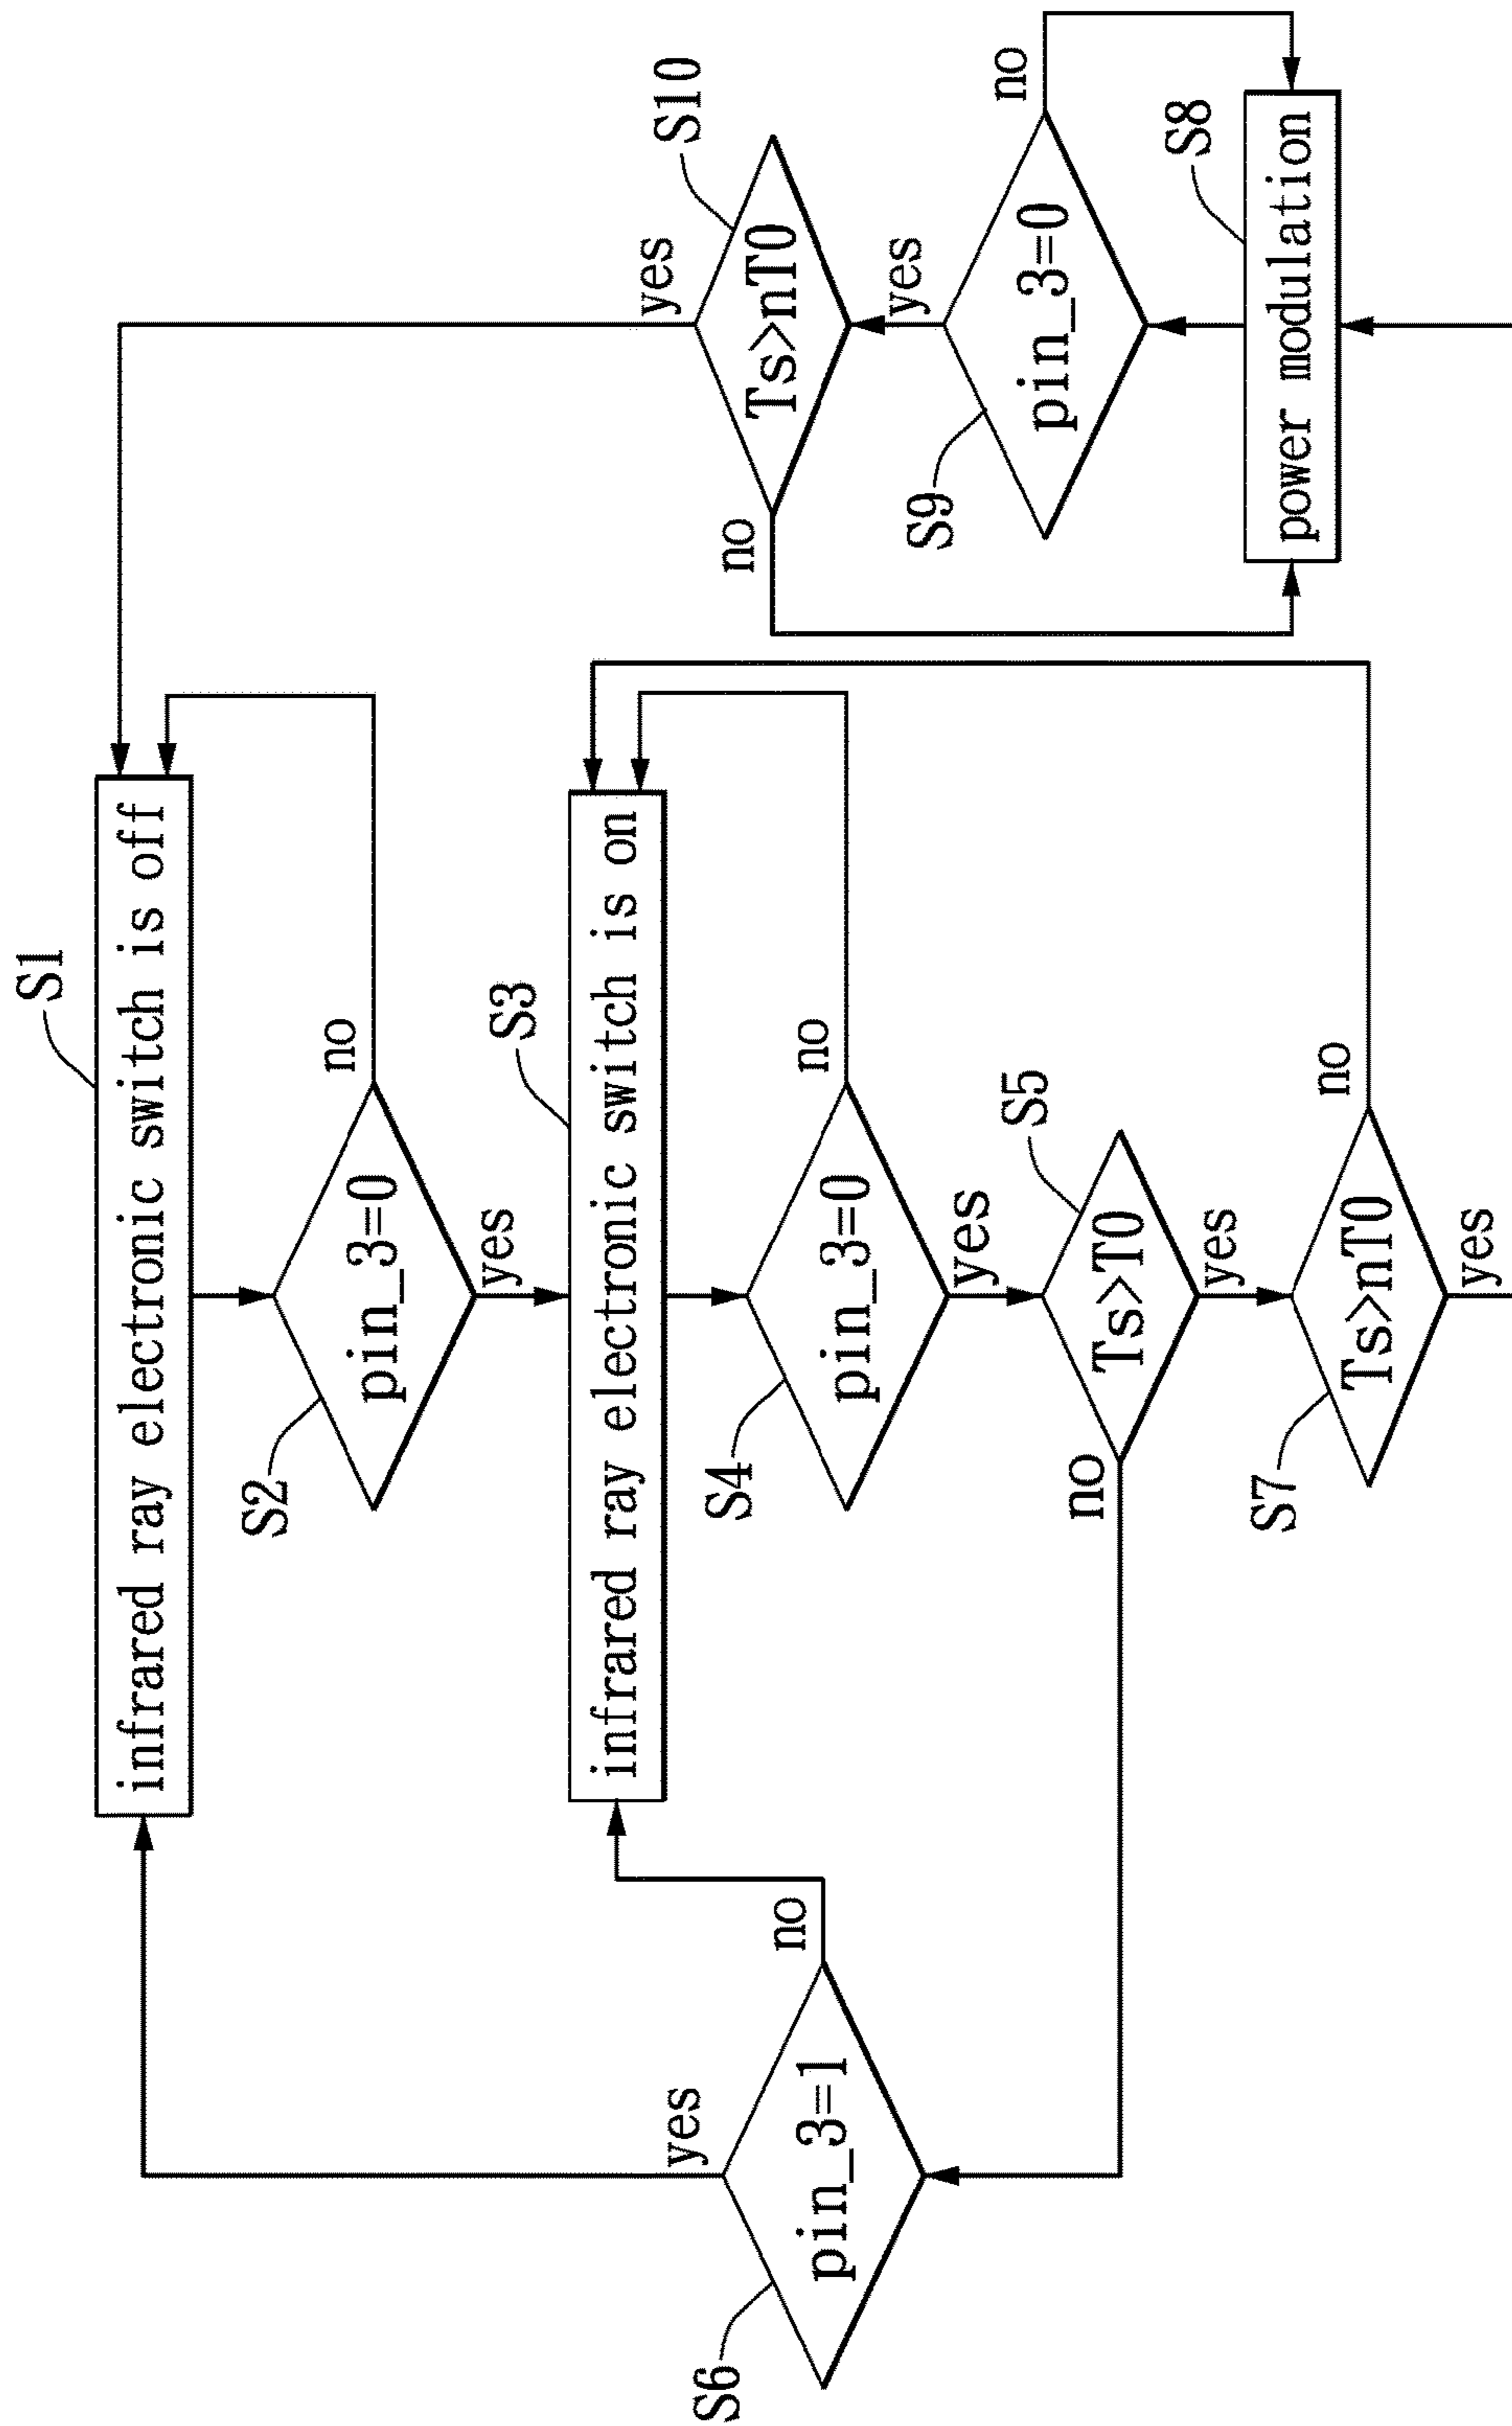 S1
infrared ray electronic switch is off
S2
pin_3=0
no
yes
S3
infrared ray electronic switch is on
S4
pin_3=0
no
yes
S5
Ts>T0
no
yes
S6
pin_3=1
yes
no
S7
Ts>nT0
no
yes
S10
Ts>nT0
yes
no
S9
pin_3=0
yes
no
S8
power modulation